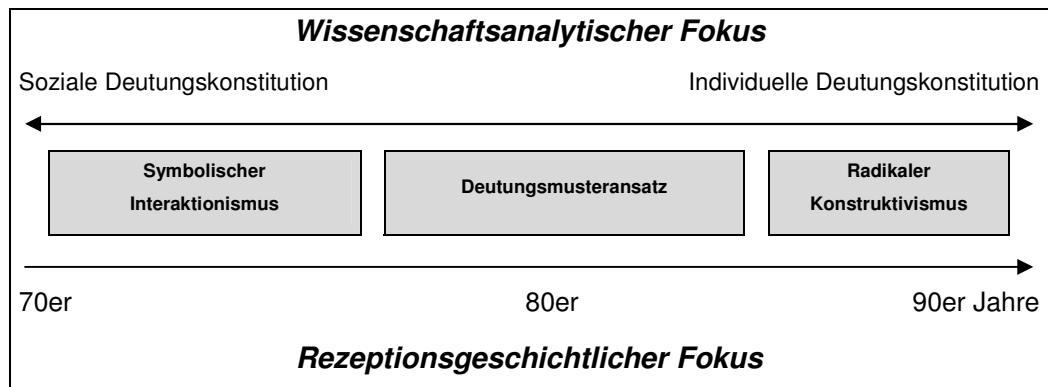 Wissenschaftsanalytischer Fokus
Soziale Deutungskonstitution Individuelle Deutungskonstitution
Symbolischer
Interaktionismus
Deutungsmusteransatz
Radikaler
Konstruktivismus
70er 80er 90er Jahre
Rezeptionsgeschichtlicher Fokus